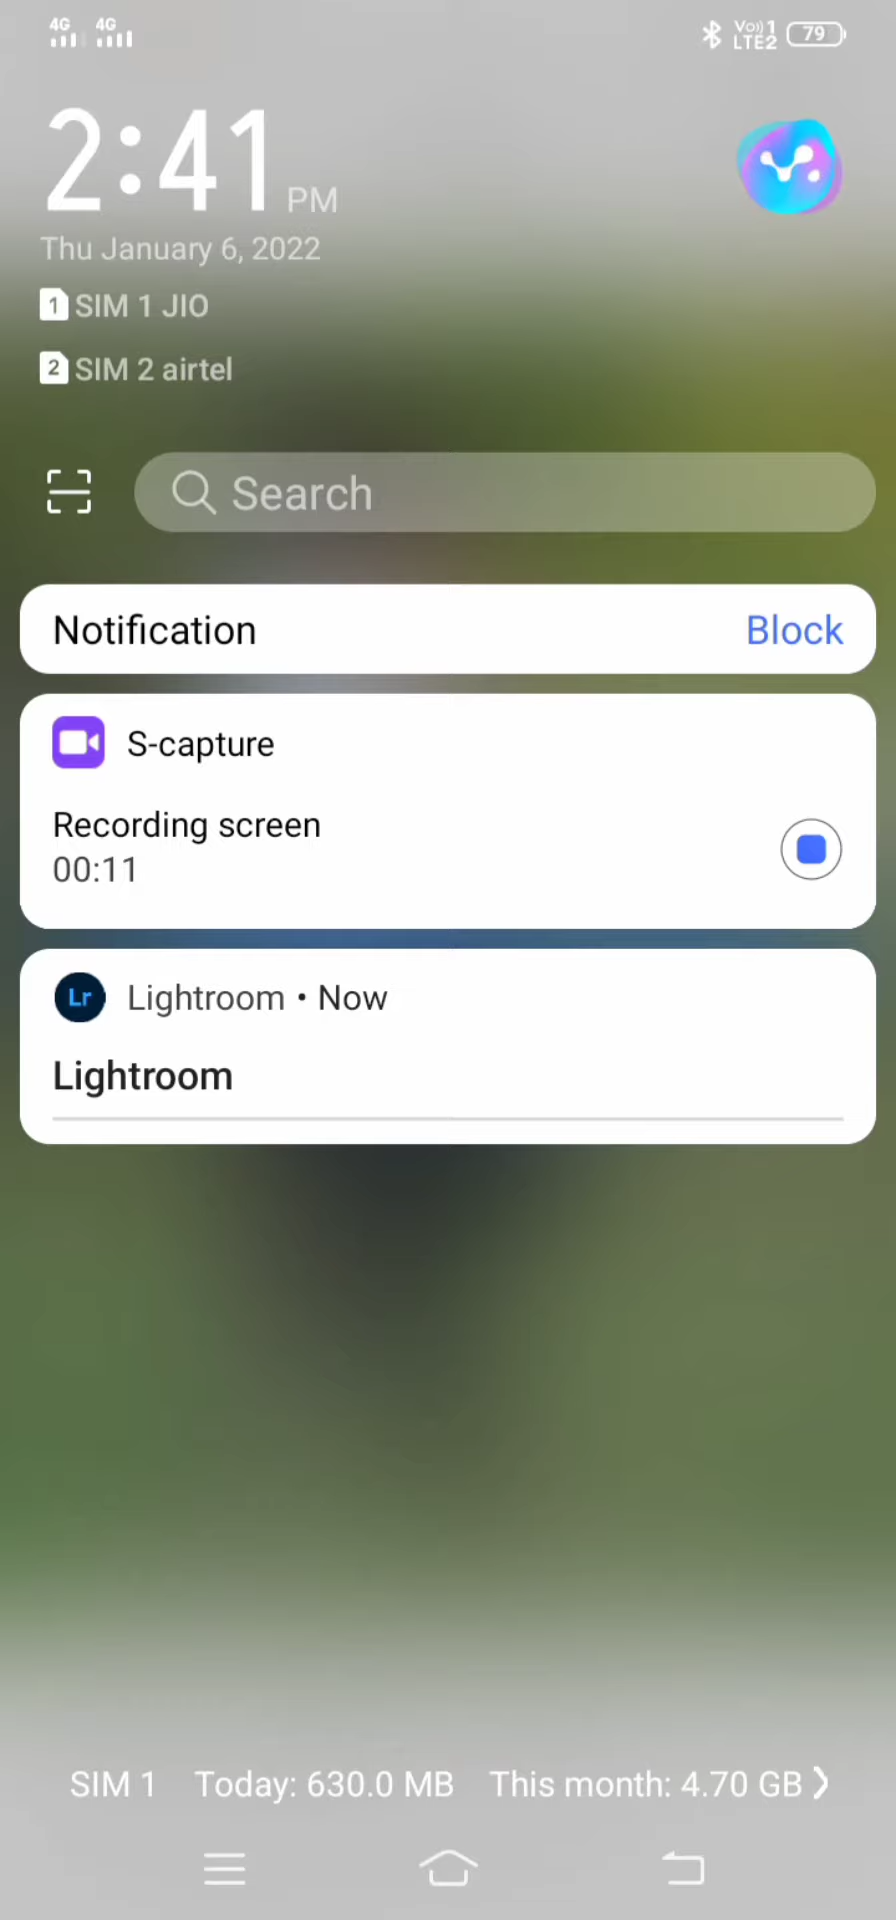 4G 4G Vo)) 1 LTE2 79
2:41 PM
Thu January 6, 2022
1 SIM 1 JIO
2 SIM 2 airtel
Search
Notification Block
S-capture
Recording screen
00:11
Lr Lightroom • Now
Lightroom
SIM 1 Today: 630.0 MB This month: 4.70 GB